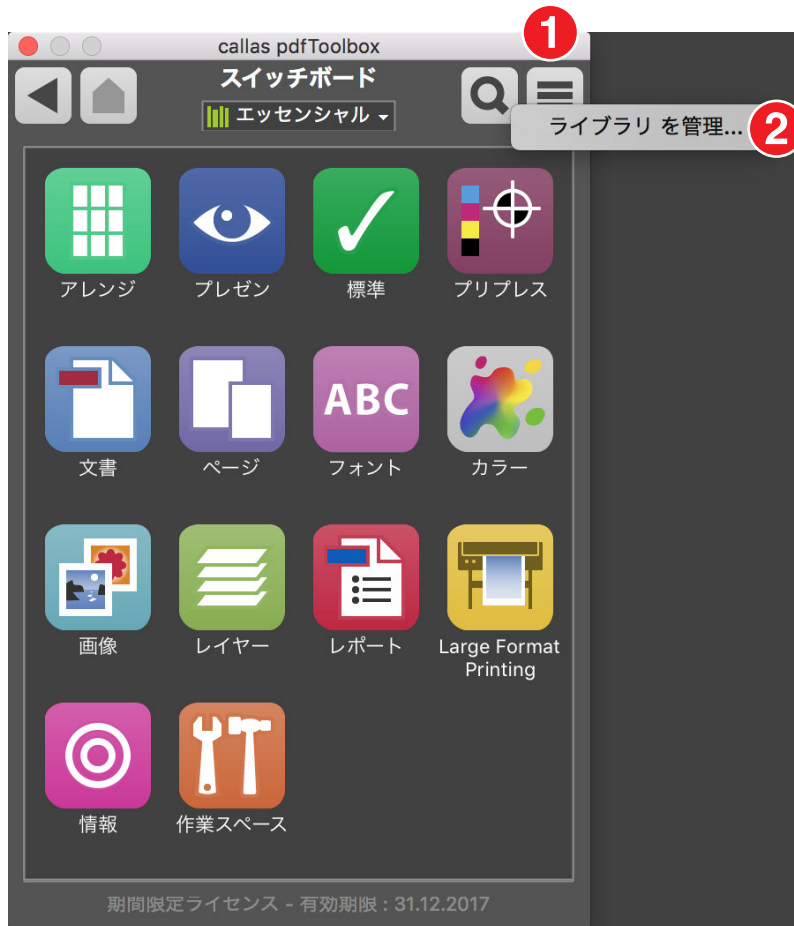 1
callas pdfToolbox
スイッチボード
エッセンシャル
ライブラリ を管理...
2
アレンジ
プレゼン
標準
プリプレス
ABC
文書
ページ
フォント
カラー
画像
レイヤー
レポート
Large Format
Printing
情報
作業スペース
期間限定ライセンス - 有効期限 : 31.12.2017